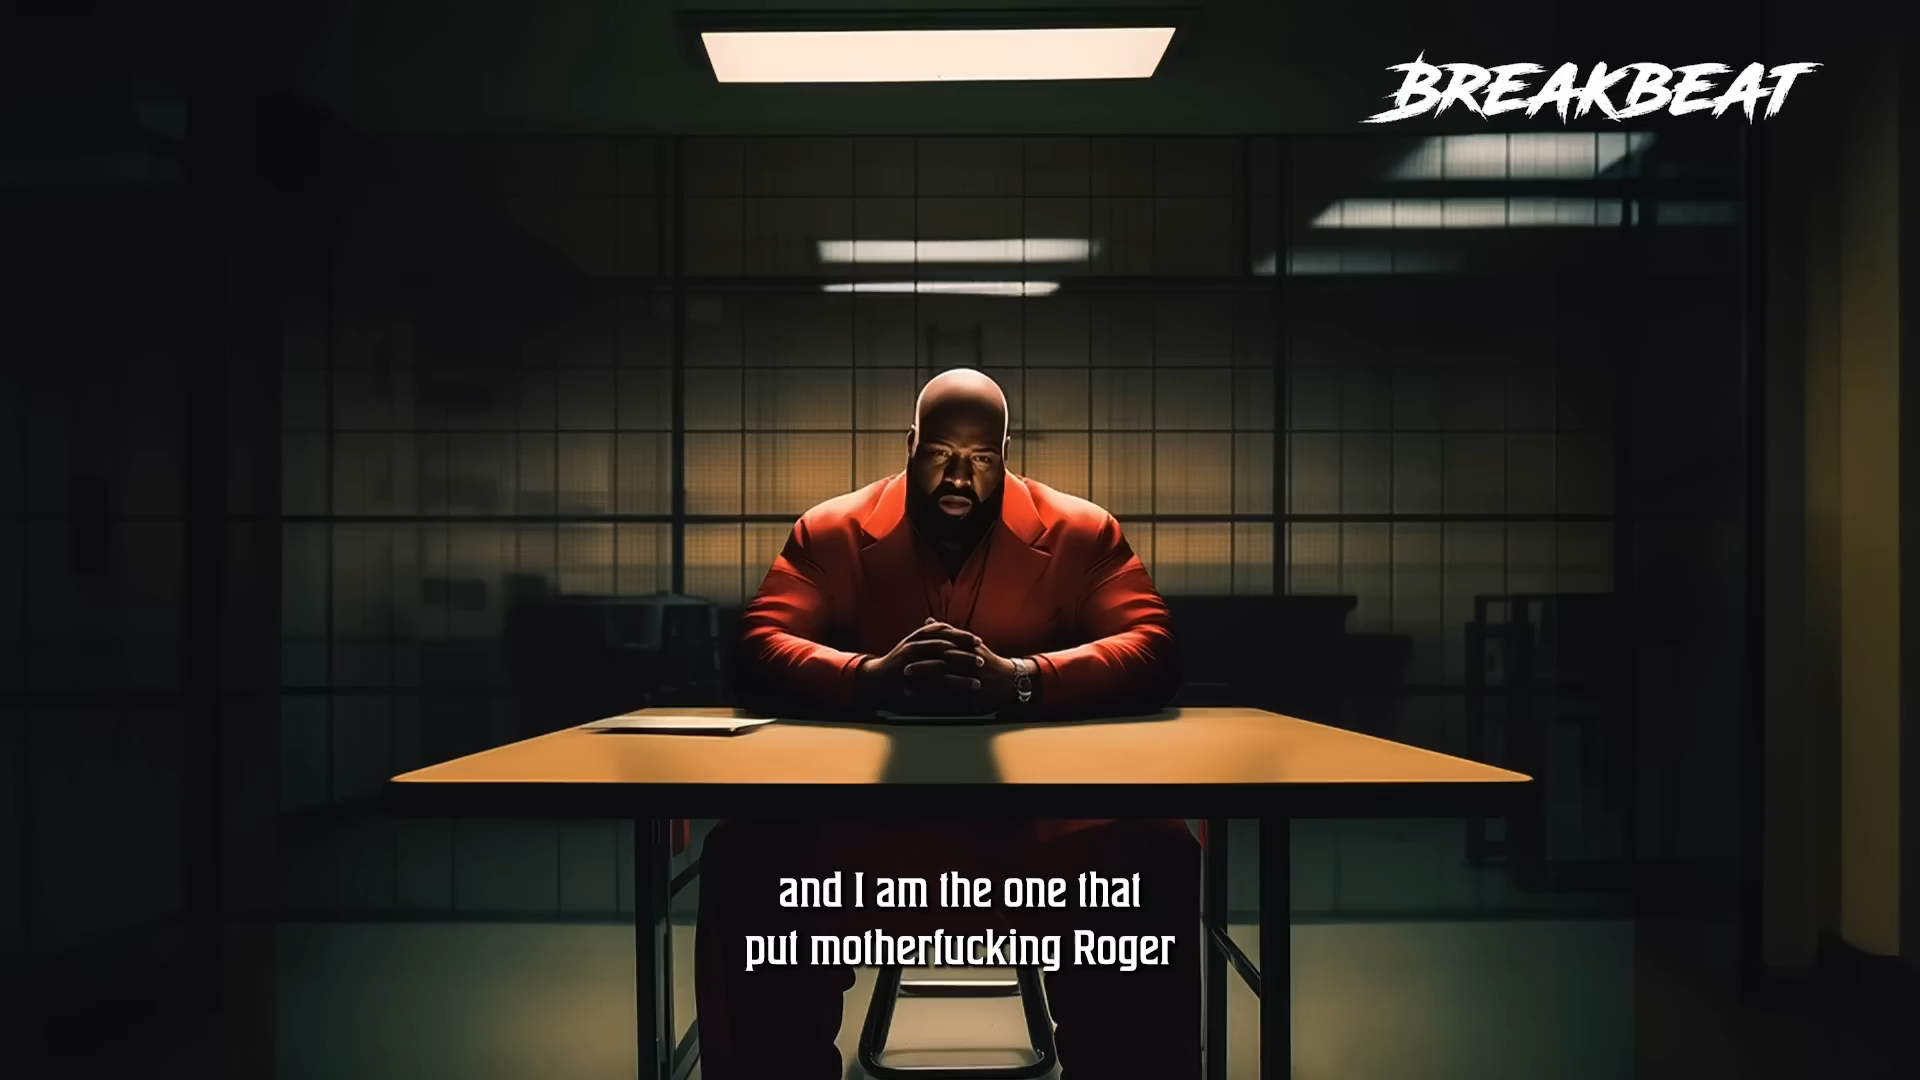 BREAKBEAT
and I am the one that
put motherfucking Roger